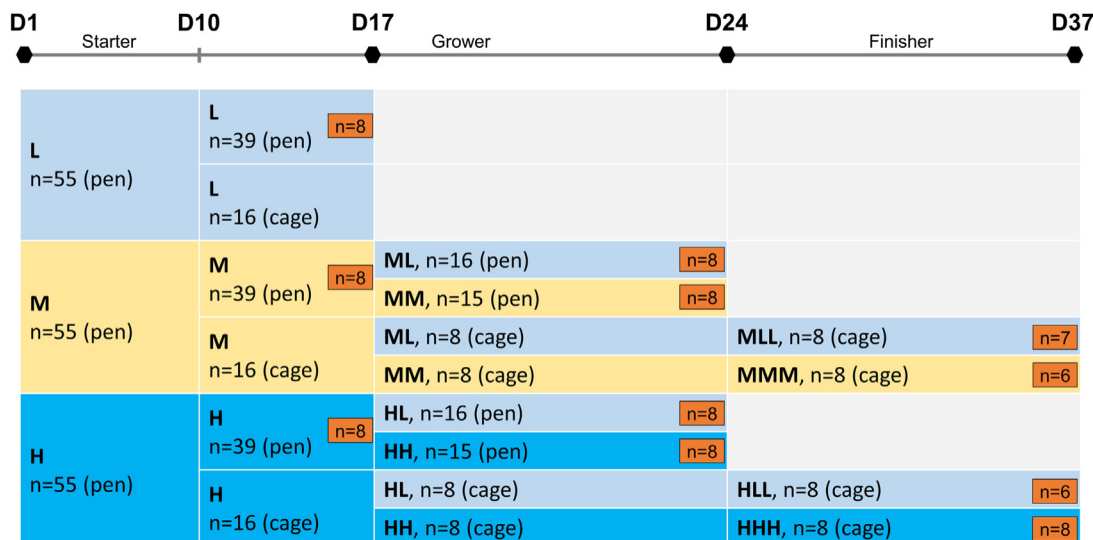 D1 D10 D17 D24 D37
Starter Grower Finisher
L
n=55 (pen)
L
n=39 (pen)
n=8
L
n=16 (cage)
M
n=55 (pen)
M
n=39 (pen)
n=8
M
n=16 (cage)
ML, n=16 (pen) n=8
MM, n=15 (pen) n=8
ML, n=8 (cage) MLL, n=8 (cage) n=7
MM, n=8 (cage) MMM, n=8 (cage) n=6
H
n=55 (pen)
H
n=39 (pen)
n=8
H
n=16 (cage)
HL, n=16 (pen) n=8
HH, n=15 (pen) n=8
HL, n=8 (cage) HLL, n=8 (cage) n=6
HH, n=8 (cage) HHH, n=8 (cage) n=8